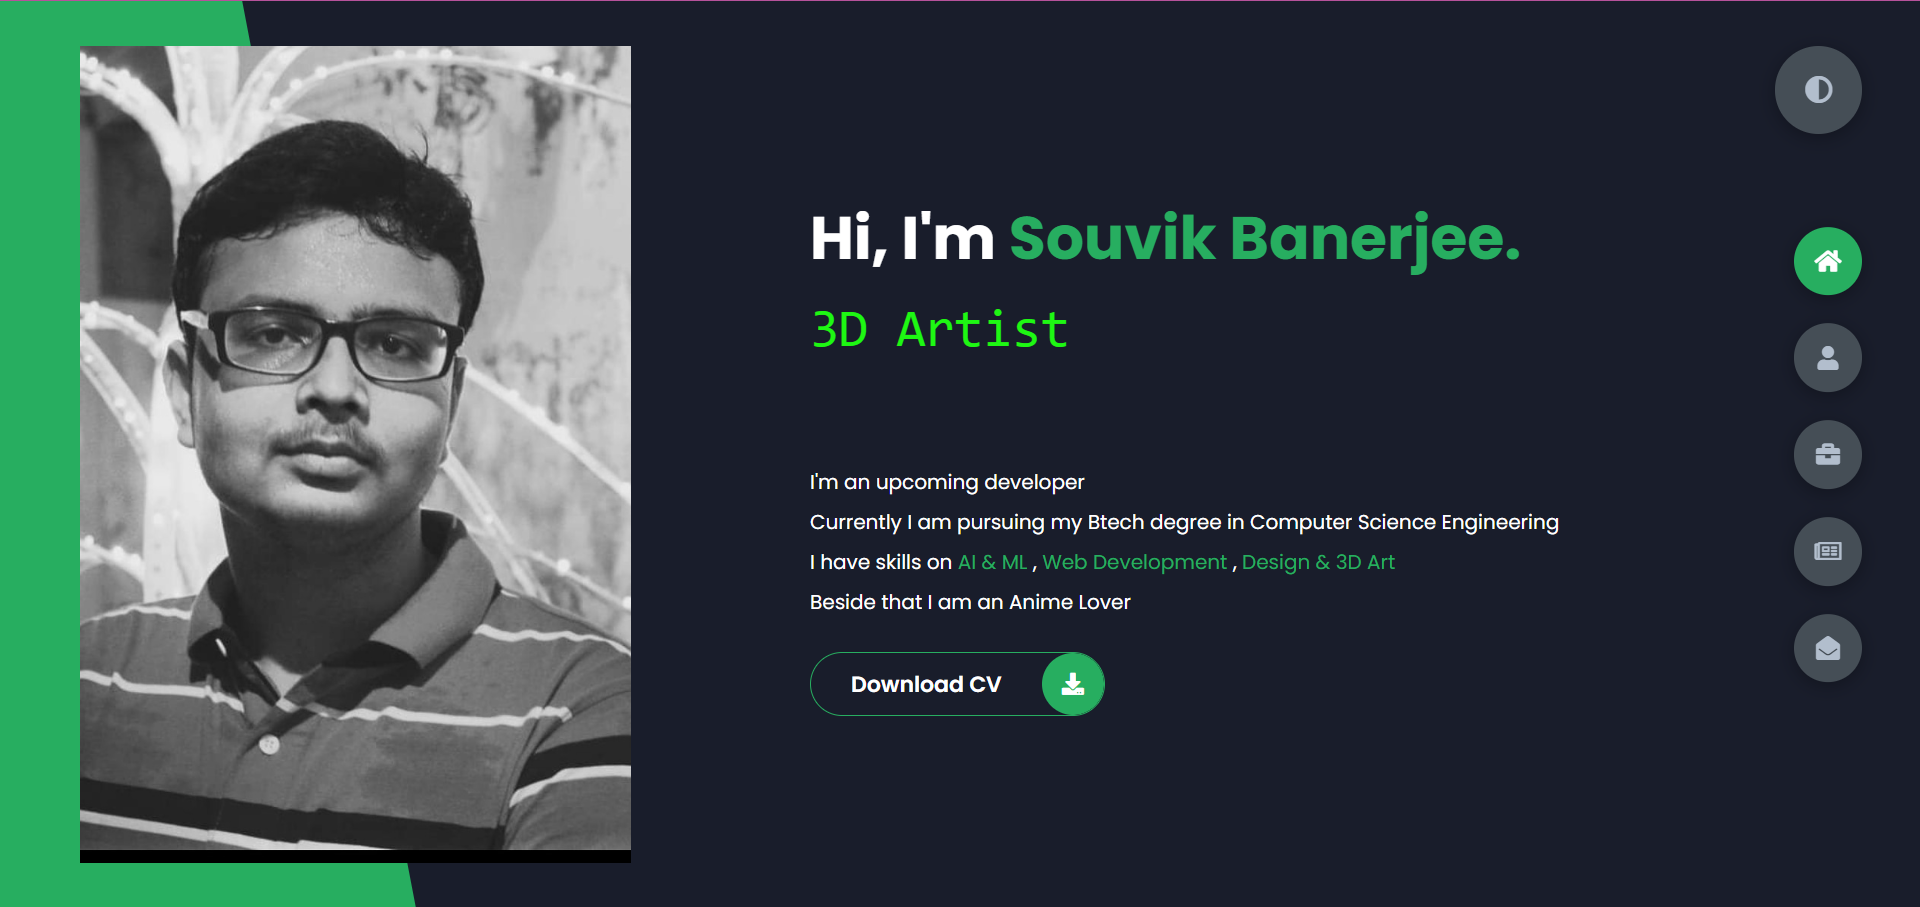 Hi, I'm Souvik Banerjee.
3D Artist
I'm an upcoming developer
Currently I am pursuing my Btech degree in Computer Science Engineering
I have skills on AI & ML , Web Development , Design & 3D Art
Beside that I am an Anime Lover
Download CV